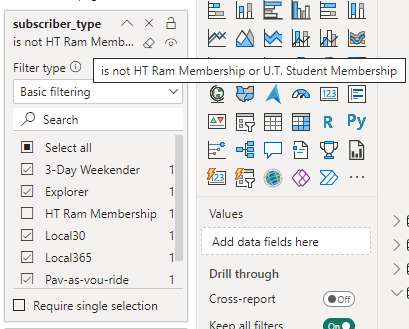 subscriber_type
is not HT Ram Memb...
Filter type
is not HT Ram Membership or U.T. Student Membership
Basic filtering
Search
Select all
3-Day Weekender 1
Explorer 1
HT Ram Membership 1
Local30 1
Local365 1
Pay-as-you-ride 1
Require single selection
123
R Py
123
Values
Add data fields here
Drill through
Cross-report Off
Keep all filters On